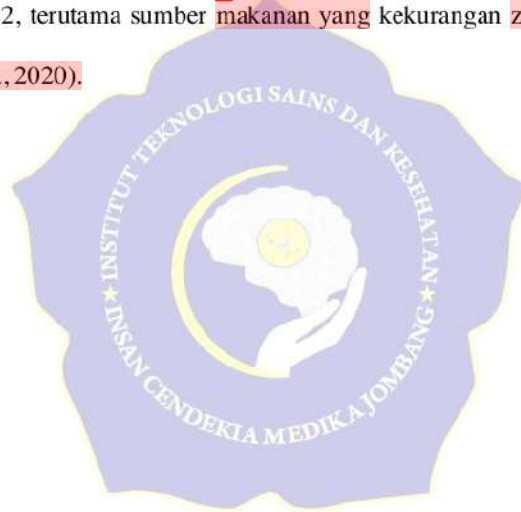 2, terutama sumber makanan yang kekurangan z
,2020).
INSTITUT TEKNOLOGI SAINS DAN KESEHATAN
INSAN CENDEKIA MEDIKA JOMBANG